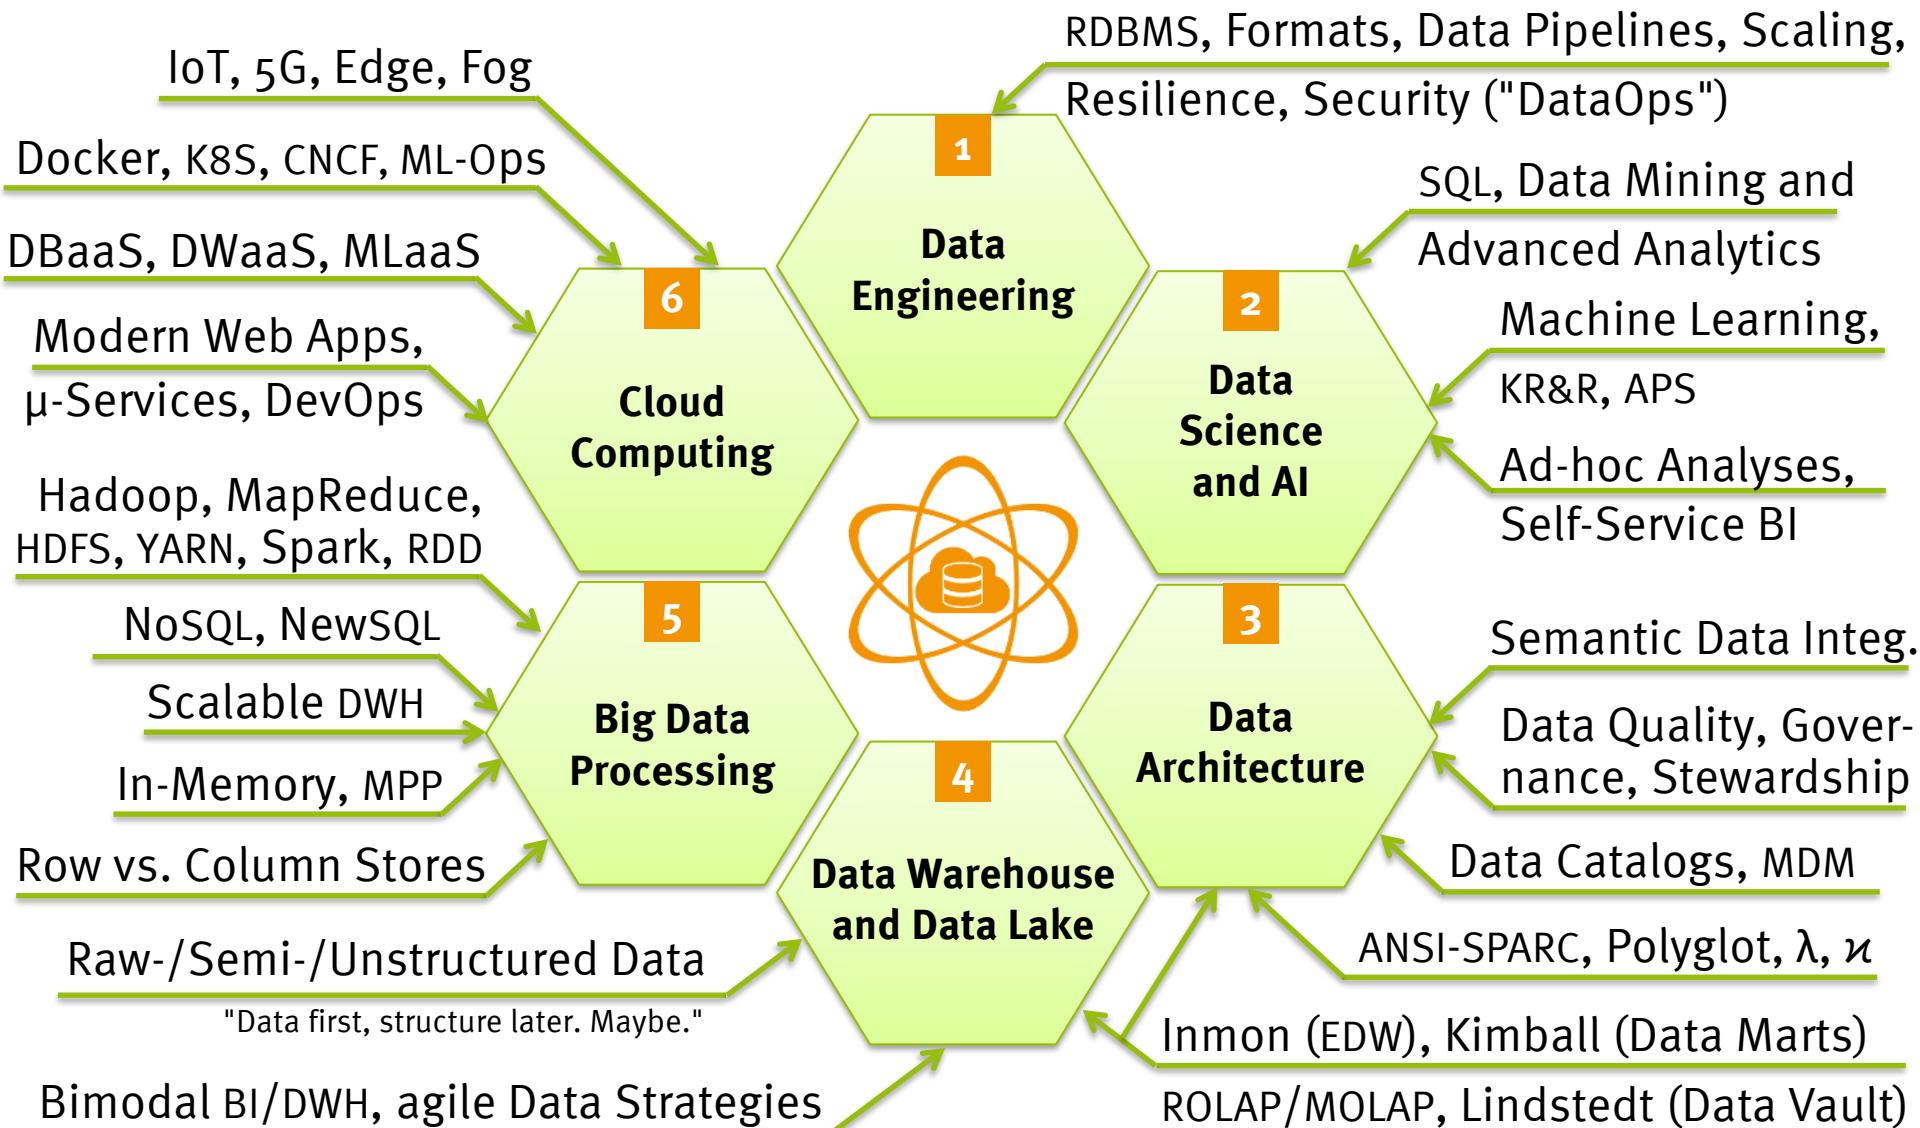 RDBMS, Formats, Data Pipelines, Scaling,
Resilience, Security ("DataOps")
1
Data
Engineering
SQL, Data Mining and
Advanced Analytics
Machine Learning,
KR&R, APS
Ad-hoc Analyses,
Self-Service BI
2
Data
Science
and AI
Semantic Data Integ.
Data Quality, Gover-
nance, Stewardship
Data Catalogs, MDM
ANSI-SPARC, Polyglot, λ, ϰ
3
Data
Architecture
Inmon (EDW), Kimball (Data Marts)
ROLAP/MOLAP, Lindstedt (Data Vault)
4
Data Warehouse
and Data Lake
Raw-/Semi-/Unstructured Data
"Data first, structure later. Maybe."
Bimodal BI/DWH, agile Data Strategies
5
Big Data
Processing
Hadoop, MapReduce,
HDFS, YARN, Spark, RDD
NoSQL, NewSQL
Scalable DWH
In-Memory, MPP
Row vs. Column Stores
6
Cloud
Computing
IoT, 5G, Edge, Fog
Docker, K8S, CNCF, ML-Ops
DBaaS, DWaaS, MLaaS
Modern Web Apps,
µ-Services, DevOps